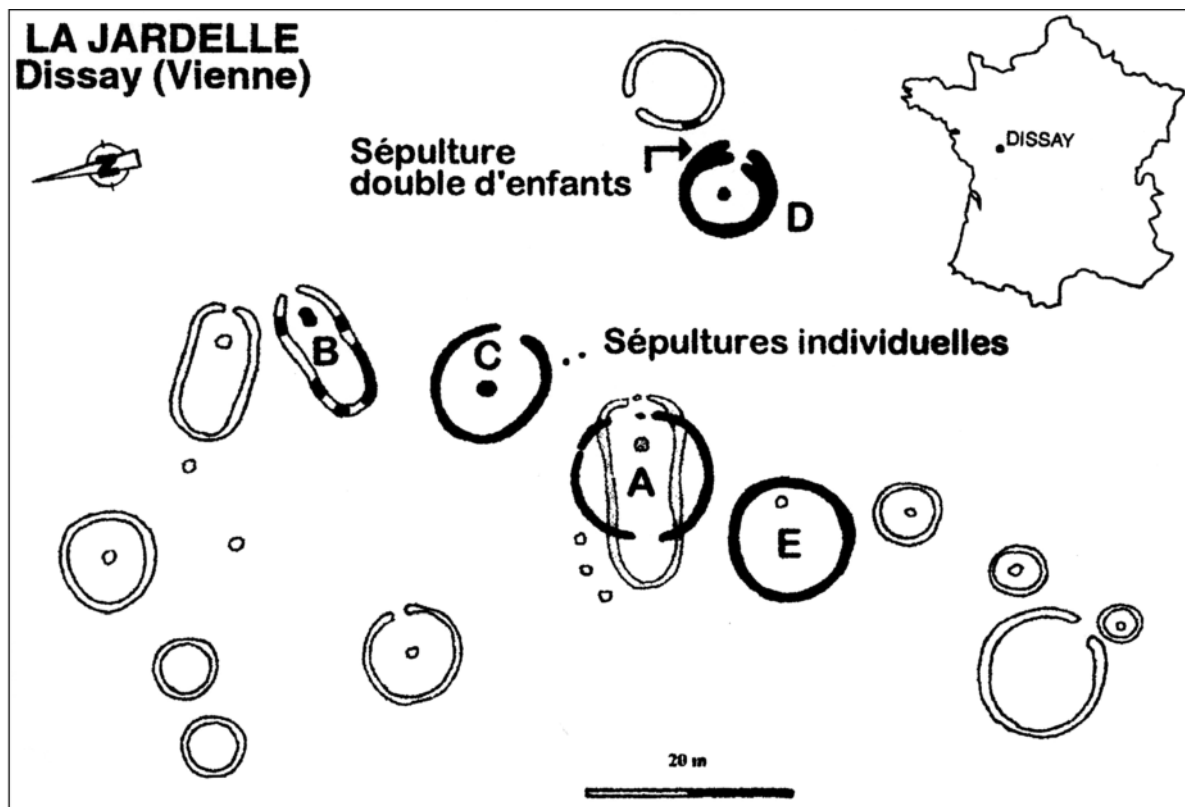 LA JARDELLE
Dissay (Vienne)
DISSAY
Sépulture
double d'enfants
D
N
B
C
Sépultures individuelles
A
E
20 m